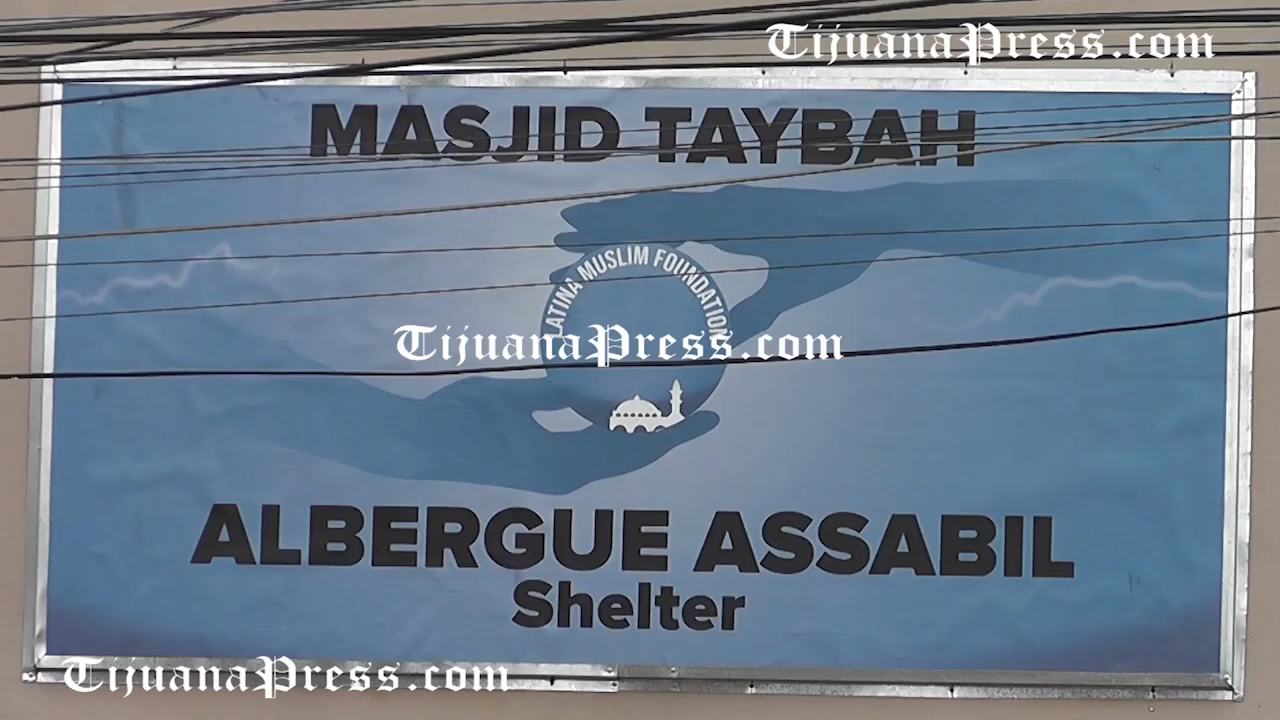 TijuanaPress.com
MASJID TAYBAH
LATINA MUSLIM FOUNDATION
TijuanaPress.com
ALBERGUE ASSABIL
Shelter
TijuanaPress.com